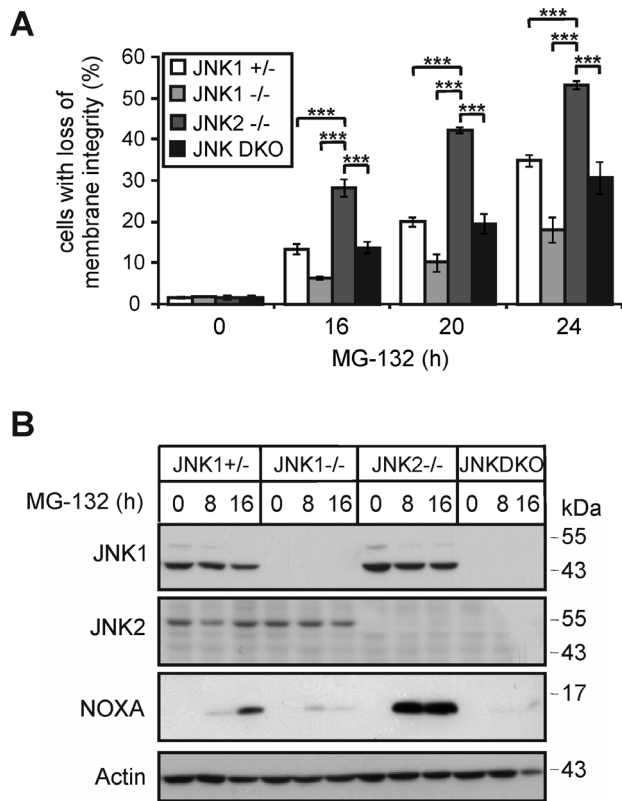 A
cells with loss of
membrane integrity (%)
60
50
40
30
20
10
0
JNK1 +/-
JNK1 -/-
JNK2 -/-
JNK DKO
*** *** ***
*** *** ***
*** *** ***
0 16 20 24
MG-132 (h)
B
JNK1+/- JNK1-/- JNK2-/- JNKDKO
MG-132 (h) 0 8 16 0 8 16 0 8 16 0 8 16 kDa
JNK1 -55
-43
JNK2 -55
-43
NOXA -17
Actin -43